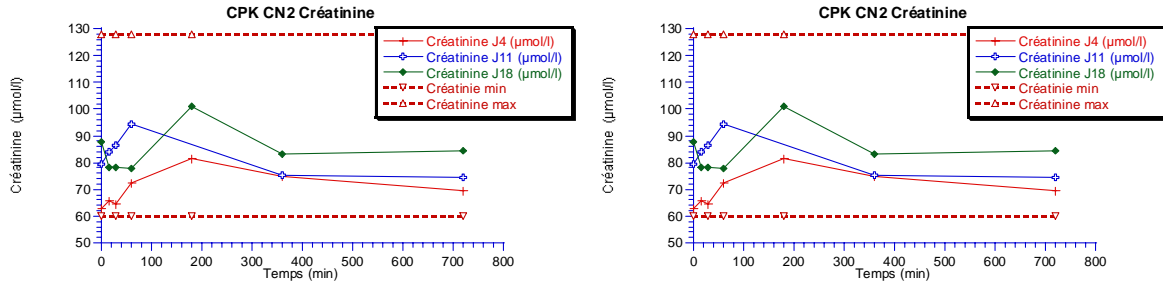 CPK CN2 Créatinine
130
120
110
100
90
80
70
60
50
Créatinine (µmol/l)
0
100
200
300
400
500
600
700
800
Temps (min)
Créatinine J4 (µmol/l)
Créatinine J11 (µmol/l)
Créatinine J18 (µmol/l)
Créatinie min
Créatinine max
CPK CN2 Créatinine
130
120
110
100
90
80
70
60
50
Créatinine (µmol/l)
0
100
200
300
400
500
600
700
800
Temps (min)
Créatinine J4 (µmol/l)
Créatinine J11 (µmol/l)
Créatinine J18 (µmol/l)
Créatinie min
Créatinine max